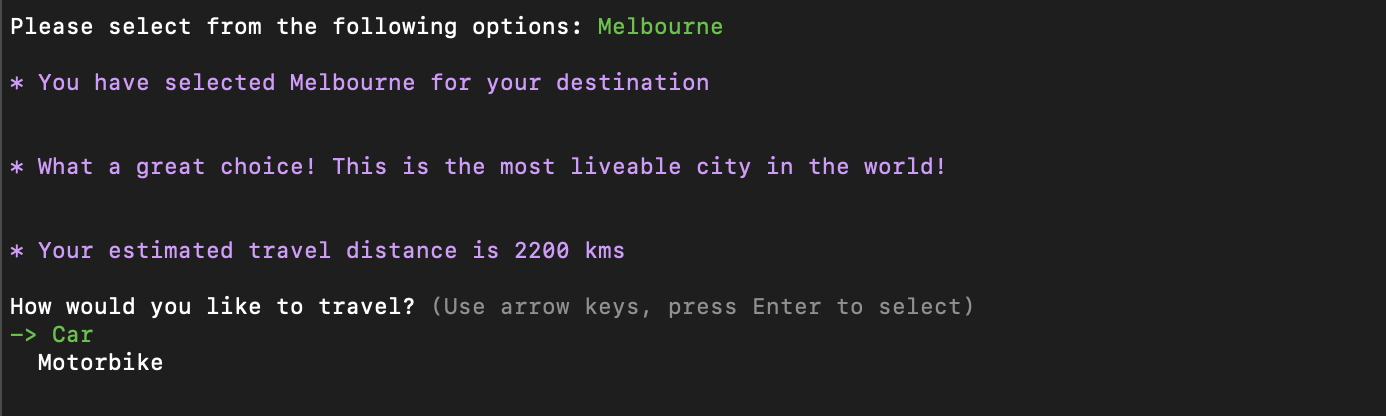 Please select from the following options: Melbourne
* You have selected Melbourne for your destination
* What a great choice! This is the most liveable city in the world!
* Your estimated travel distance is 2200 kms
How would you like to travel? (Use arrow keys, press Enter to select)
—> Car
Motorbike